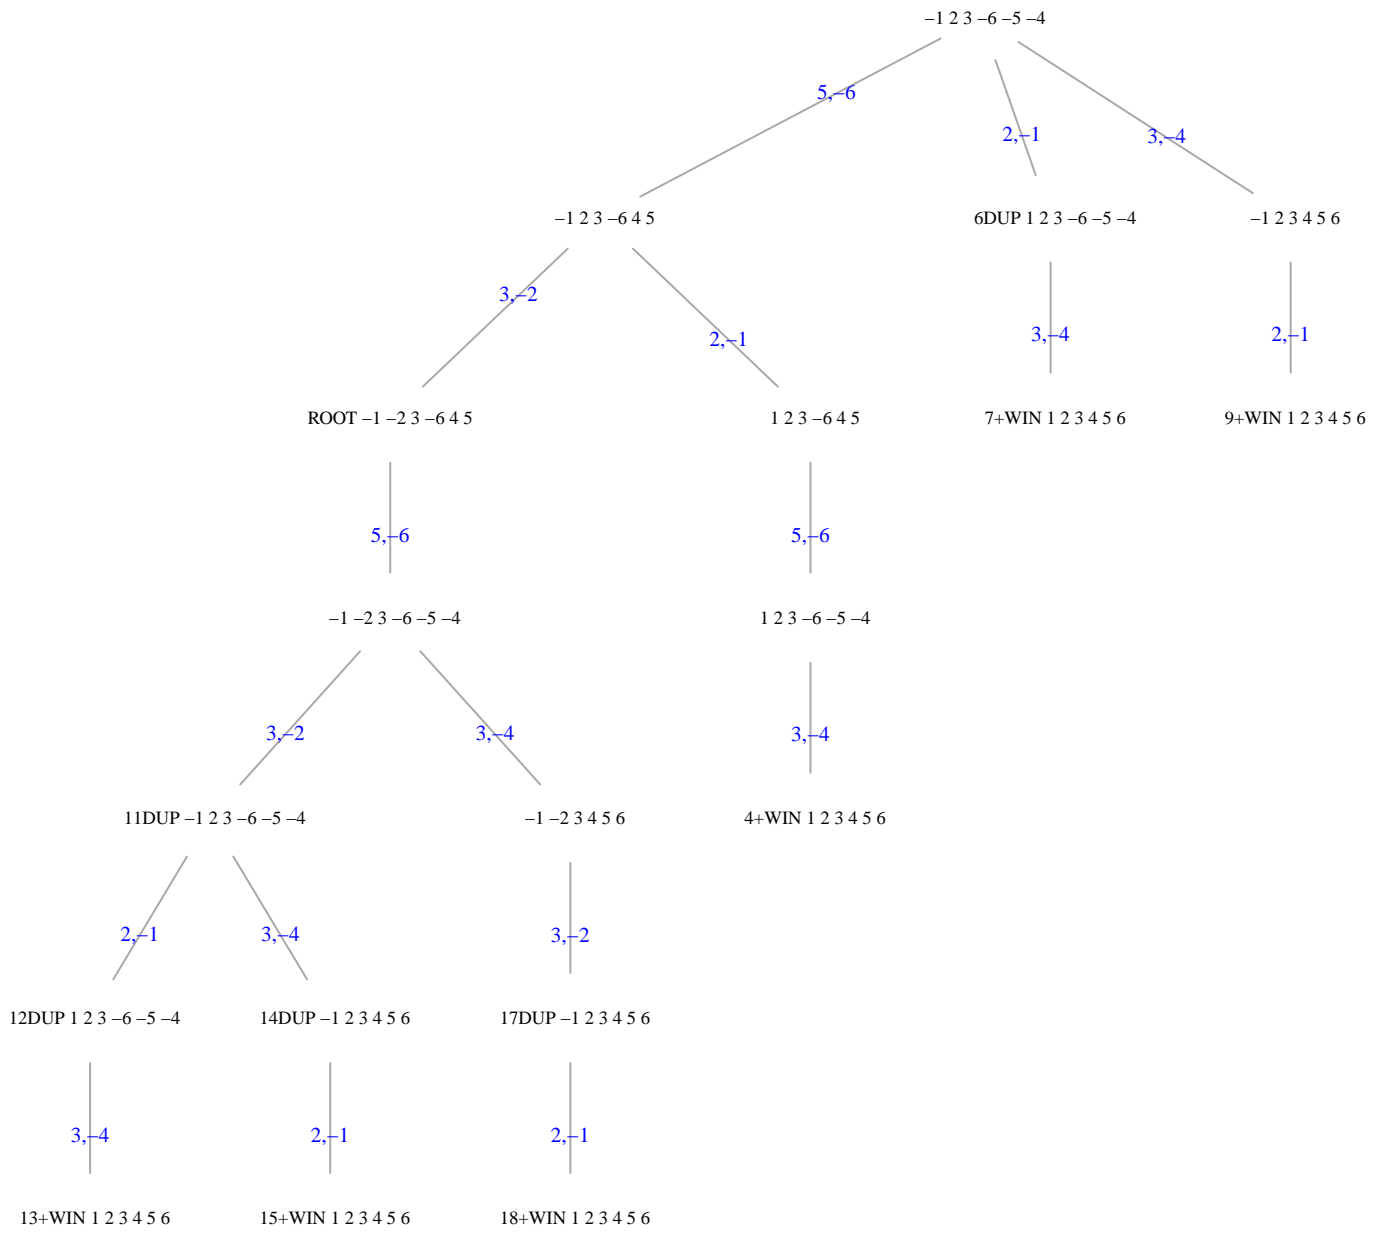 –1 2 3 –6 –5 –4
5,–6
2,–1
3,–4
–1 2 3 –6 4 5
6DUP 1 2 3 –6 –5 –4
–1 2 3 4 5 6
3,–2
2,–1
3,–4
2,–1
ROOT –1 –2 3 –6 4 5
1 2 3 –6 4 5
7+WIN 1 2 3 4 5 6
9+WIN 1 2 3 4 5 6
5,–6
5,–6
–1 –2 3 –6 –5 –4
1 2 3 –6 –5 –4
3,–2
3,–4
3,–4
11DUP –1 2 3 –6 –5 –4
–1 –2 3 4 5 6
4+WIN 1 2 3 4 5 6
2,–1
3,–4
3,–2
12DUP 1 2 3 –6 –5 –4
14DUP –1 2 3 4 5 6
17DUP –1 2 3 4 5 6
3,–4
2,–1
2,–1
13+WIN 1 2 3 4 5 6
15+WIN 1 2 3 4 5 6
18+WIN 1 2 3 4 5 6